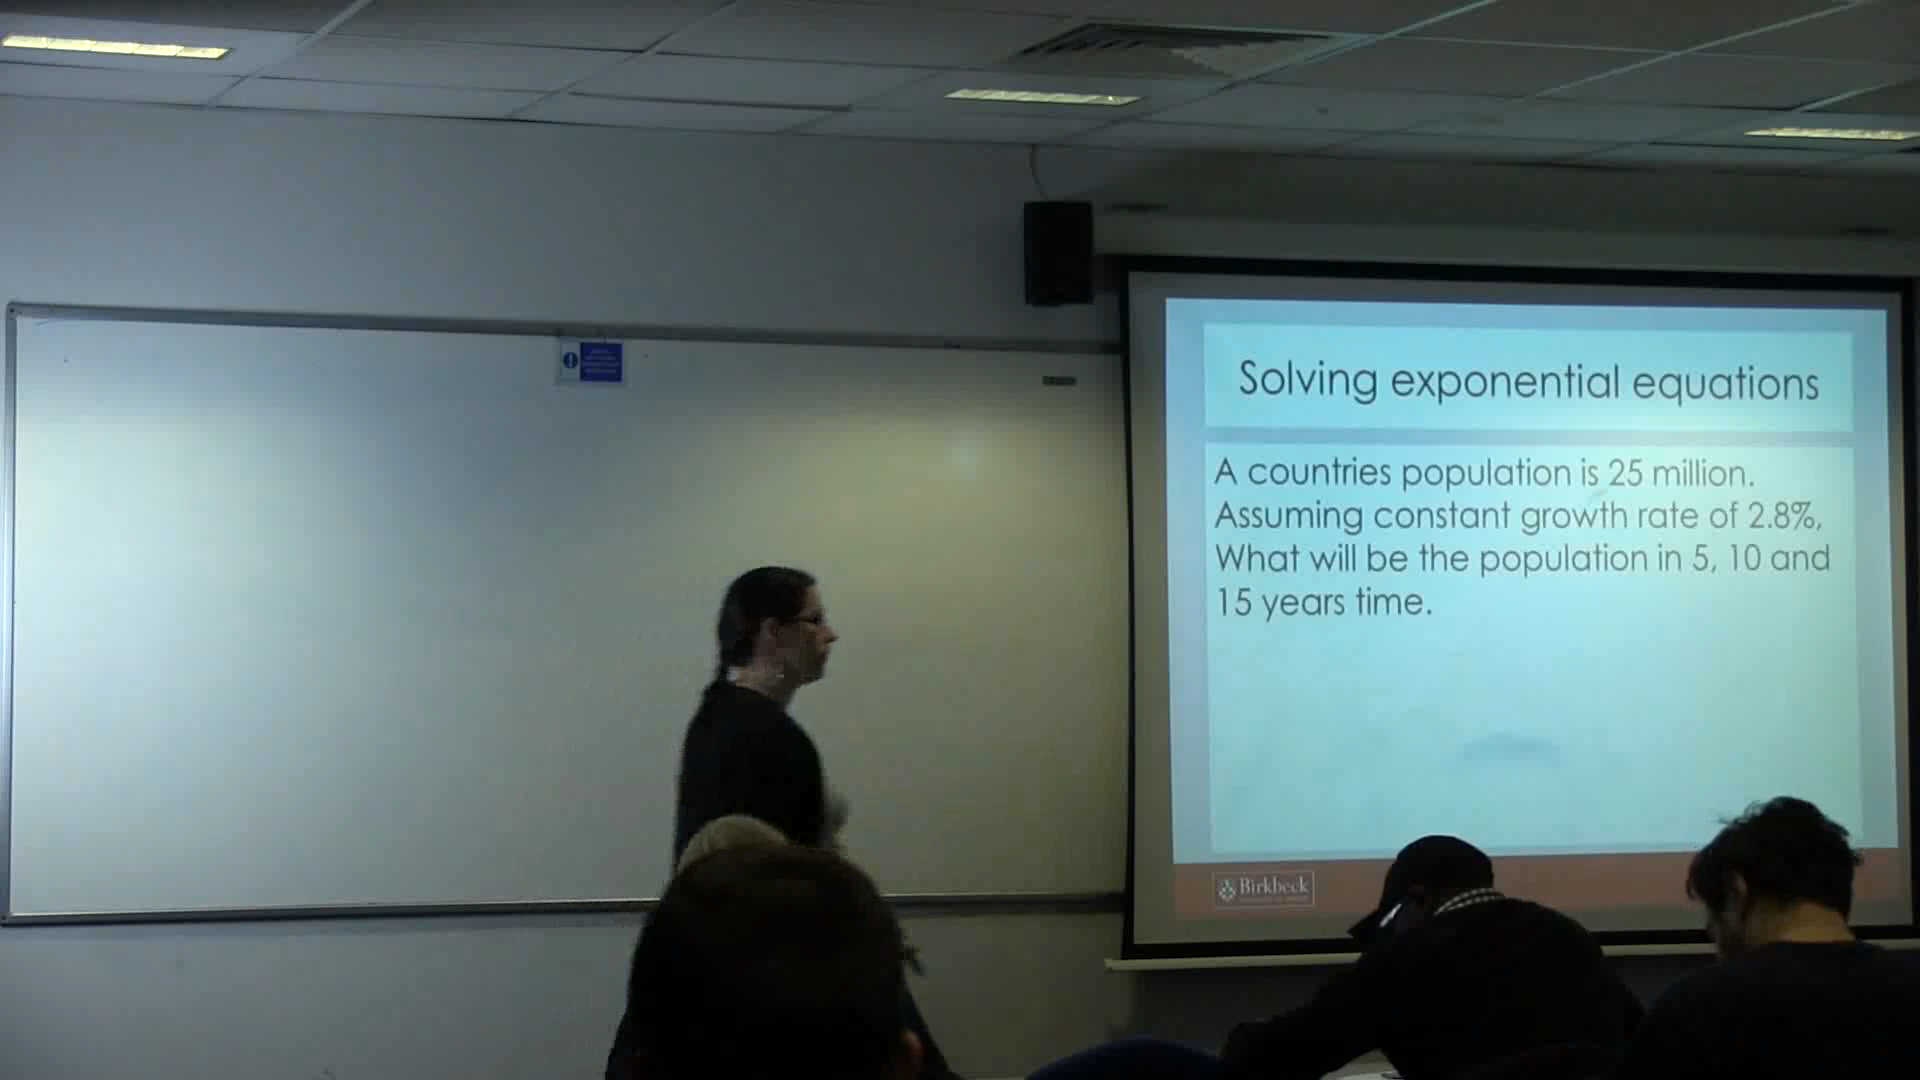 Solving exponential equations
A countries population is 25 million.
Assuming constant growth rate of 2.8%,
What will be the population in 5, 10 and
15 years time.
Birkbeck